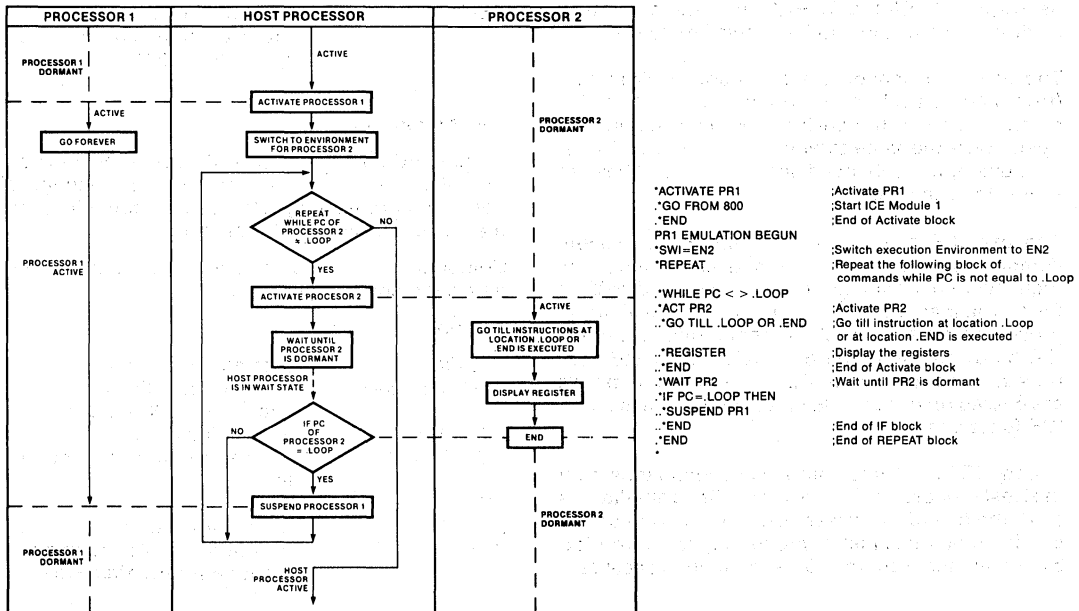 PROCESSOR 1
HOST PROCESSOR
PROCESSOR 2
PROCESSOR 1
DORMANT
ACTIVE
GO FOREVER
PROCESSOR 1
ACTIVE
PROCESSOR 1
DORMANT
ACTIVE
ACTIVATE PROCESSOR 1
SWITCH TO ENVIRONMENT
FOR PROCESSOR 2
REPEAT
WHILE PC OF
PROCESSOR 2
≠ .LOOP
NO
YES
ACTIVATE PROCESOR 2
WAIT UNTIL
PROCESSOR 2
IS DORMANT
HOST PROCESSOR
IS IN WAIT STATE
IF PC
OF
PROCESSOR 2
= .LOOP
NO
YES
SUSPEND PROCESSOR 1
HOST
PROCESSOR
ACTIVE
PROCESSOR 2
DORMANT
ACTIVE
GO TILL INSTRUCTIONS AT
LOCATION .LOOP OR
.END IS EXECUTED
DISPLAY REGISTER
END
PROCESSOR 2
DORMANT
*ACTIVATE PR1 ;Activate PR1
.*GO FROM 800 ;Start ICE Module 1
.*END ;End of Activate block
PR1 EMULATION BEGUN
*SWI=EN2 ;Switch execution Environment to EN2
*REPEAT ;Repeat the following block of
commands while PC is not equal to .Loop
.*WHILE PC < > .LOOP
.*ACT PR2 ;Activate PR2
..*GO TILL .LOOP OR .END ;Go till instruction at location .Loop
or at location .END is executed
..*REGISTER ;Display the registers
..*END ;End of Activate block
.*WAIT PR2 ;Wait until PR2 is dormant
.*IF PC=.LOOP THEN
..*SUSPEND PR1
..*END ;End of IF block
.*END ;End of REPEAT block
*